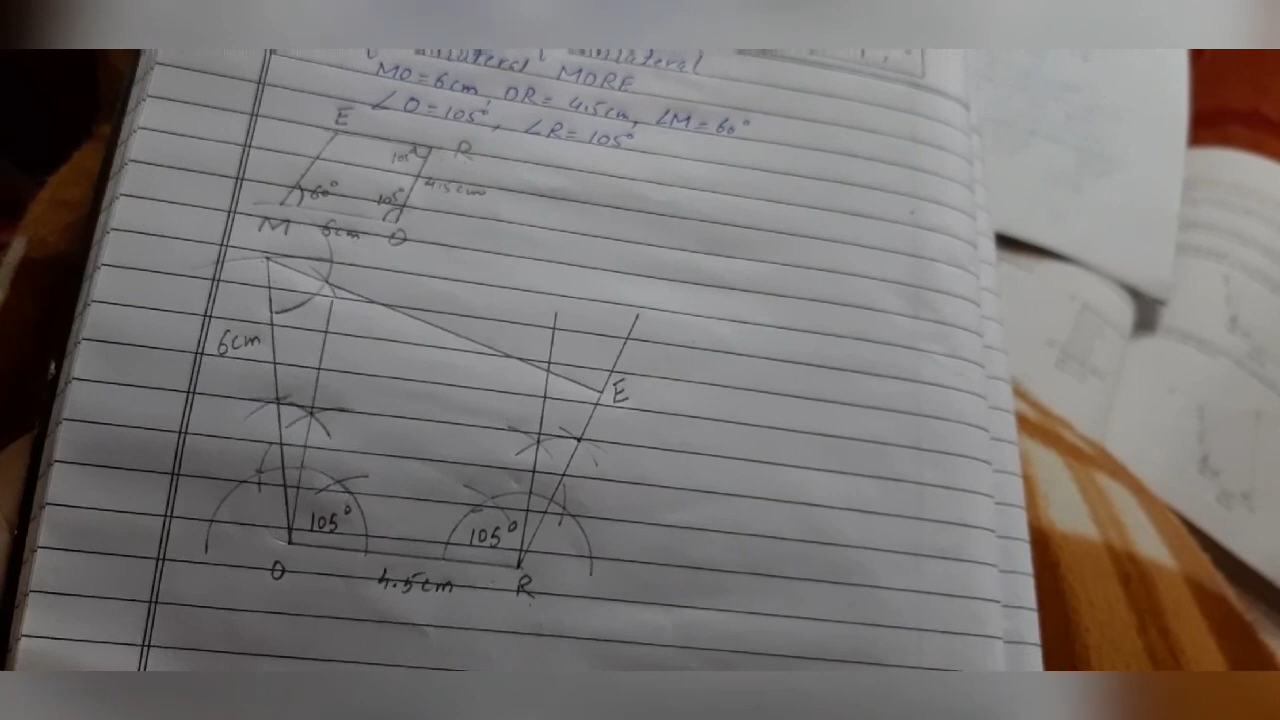 MORE
MO = 6cm, OR = 4.5cm, ∠M = 60°
∠O = 105°, ∠R = 105°
E
105° R
60° 105° 4.5cm
M 6cm O
6cm
E
105° 105°
O 4.5cm R